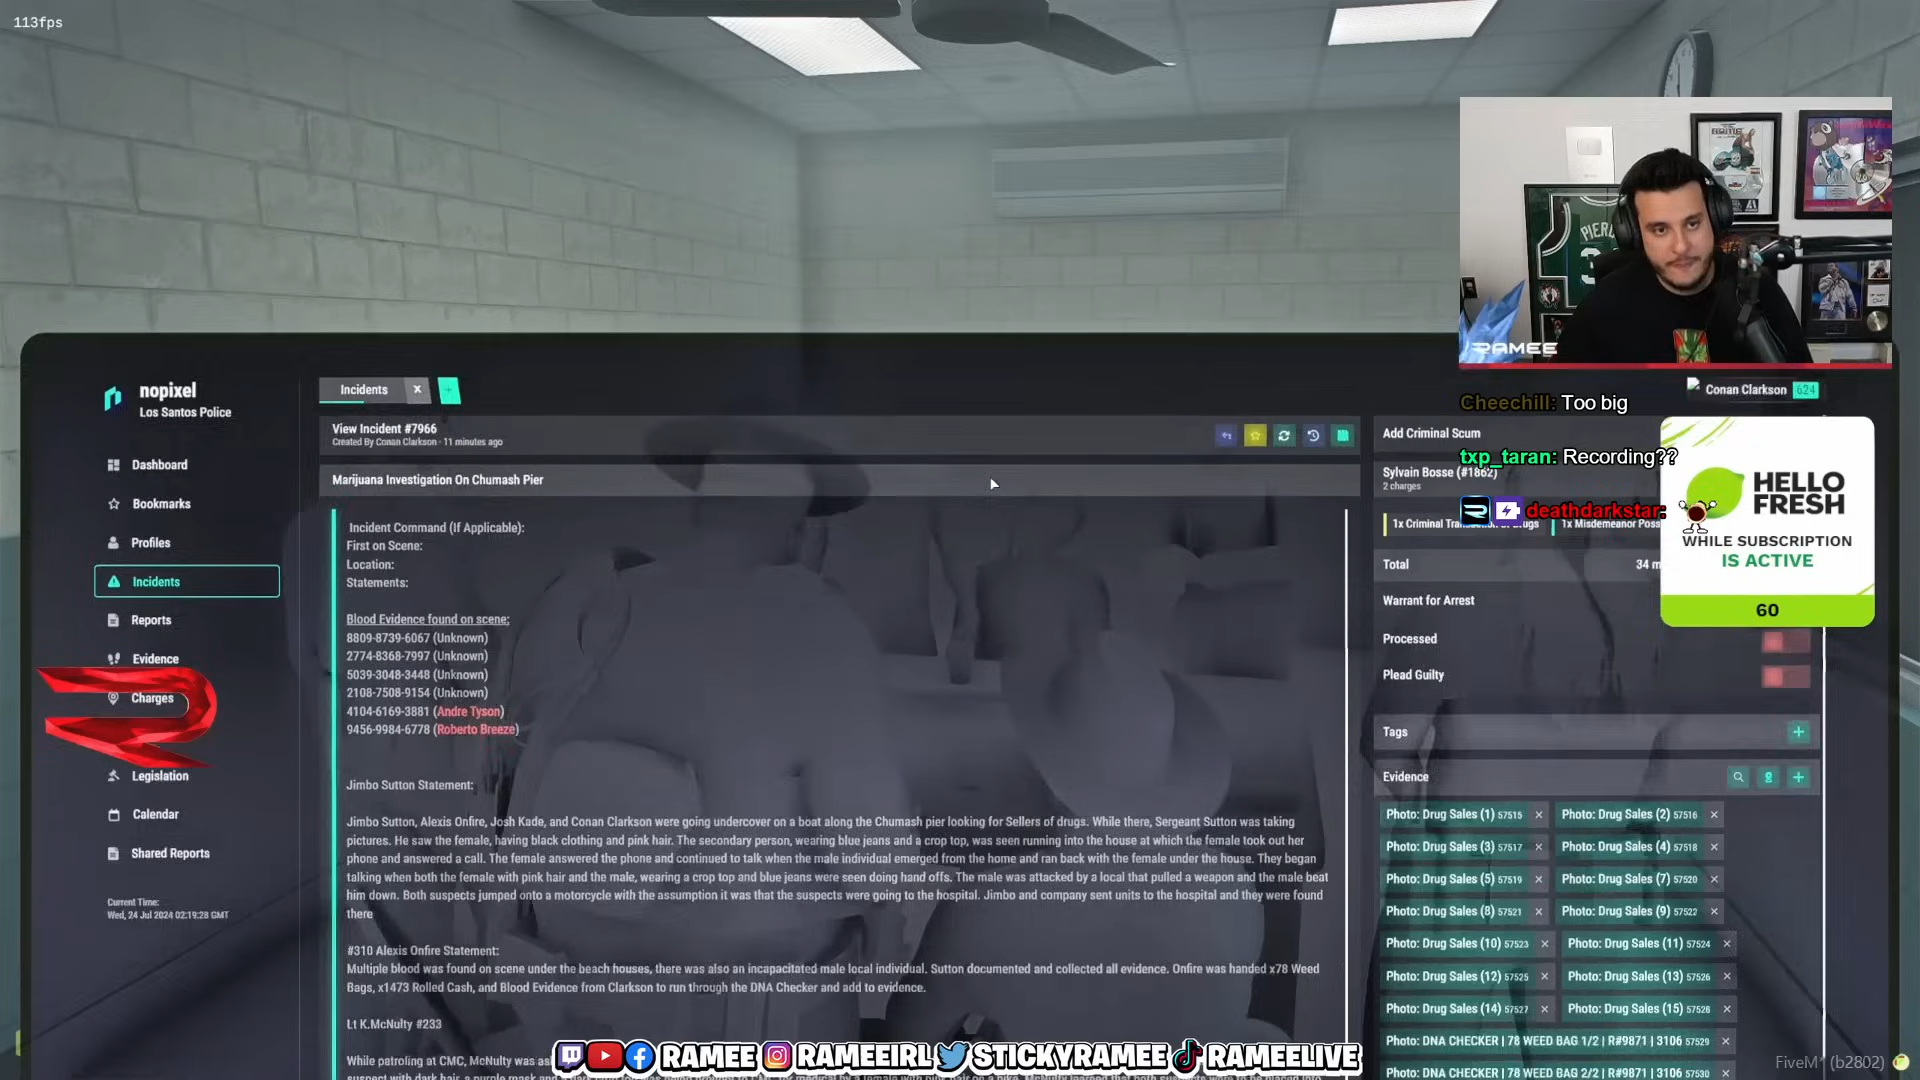 113fps
nopixel
Los Santos Police
Dashboard
Bookmarks
Profiles
Incidents
Reports
Evidence
Charges
Legislation
Calendar
Shared Reports
Current Time:
Wed, 24 Jul 2024 02:19:28 GMT
Incidents x +
View Incident #7966
Created By Conan Clarkson - 11 minutes ago
Marijuana Investigation On Chumash Pier
Incident Command (If Applicable):
First on Scene:
Location:
Statements:
Blood Evidence found on scene:
8809-8739-6067 (Unknown)
2774-8368-7997 (Unknown)
5039-3048-3448 (Unknown)
2108-7508-9154 (Unknown)
4104-6169-3881 (Andre Tyson)
9456-9984-6778 (Roberto Breeze)
Jimbo Sutton Statement:
Jimbo Sutton, Alexis Onfire, Josh Kade, and Conan Clarkson were going undercover on a boat along the Chumash pier looking for Sellers of drugs. While there, Sergeant Sutton was taking
pictures. He saw the female, having black clothing and pink hair. The secondary person, wearing blue jeans and a crop top, was seen running into the house at which the female took out her
phone and answered a call. The female answered the phone and continued to talk when the male individual emerged from the home and ran back with the female under the house. They began
talking when both the female with pink hair and the male, wearing a crop top and blue jeans were seen doing hand offs. The male was attacked by a local that pulled a weapon and the male beat
him down. Both suspects jumped onto a motorcycle with the assumption it was that the suspects were going to the hospital. Jimbo and company sent units to the hospital and they were found
there
#310 Alexis Onfire Statement:
Multiple blood was found on scene under the beach houses, there was also an incapacitated male local individual. Sutton documented and collected all evidence. Onfire was handed x78 Weed
Bags, x1473 Rolled Cash, and Blood Evidence from Clarkson to run through the DNA Checker and add to evidence.
Lt K.McNulty #233
While patroling at CMC, McNulty was
PIERC
RAMEE
Conan Clarkson 624
Cheechill: Too big
Add Criminal Scum
txp_taran: Recording??
Sylvain Bosse (#1862)
2 charges
deathdarkstar:
1x Criminal
1x Misdemeanor
Total 34
HELLO
FRESH
WHILE SUBSCRIPTION
IS ACTIVE
60
Warrant for Arrest
Processed
Plead Guilty
Tags +
Evidence +
Photo: Drug Sales (1) 57515 x Photo: Drug Sales (2) 57516 x
Photo: Drug Sales (3) 57517 x Photo: Drug Sales (4) 57518 x
Photo: Drug Sales (5) 57519 x Photo: Drug Sales (7) 57520 x
Photo: Drug Sales (8) 57521 x Photo: Drug Sales (9) 57522 x
Photo: Drug Sales (10) 57523 x Photo: Drug Sales (11) 57524 x
Photo: Drug Sales (12) 57525 x Photo: Drug Sales (13) 57526 x
Photo: Drug Sales (14) 57527 x Photo: Drug Sales (15) 57528 x
Photo: DNA CHECKER | 78 WEED BAG 1/2 | R#9871 | 3106 57529 x
Photo: DNA CHECKER | 78 WEED BAG 2/2 | R#9871 | 3106 57530 x
RAMEE RAMEEIRL STICKYRAMEE RAMEELIVE
FiveM (b2802)